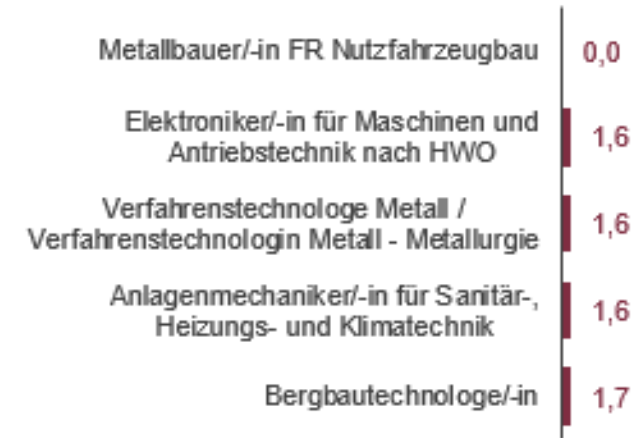 Metallbauer/-in FR Nutzfahrzeugbau 0,0
Elektroniker/-in für Maschinen und
Antriebstechnik nach HWO 1,6
Verfahrenstechnologe Metall /
Verfahrenstechnologin Metall - Metallurgie 1,6
Anlagenmechaniker/-in für Sanitär-,
Heizungs- und Klimatechnik 1,6
Bergbautechnologe/-in 1,7